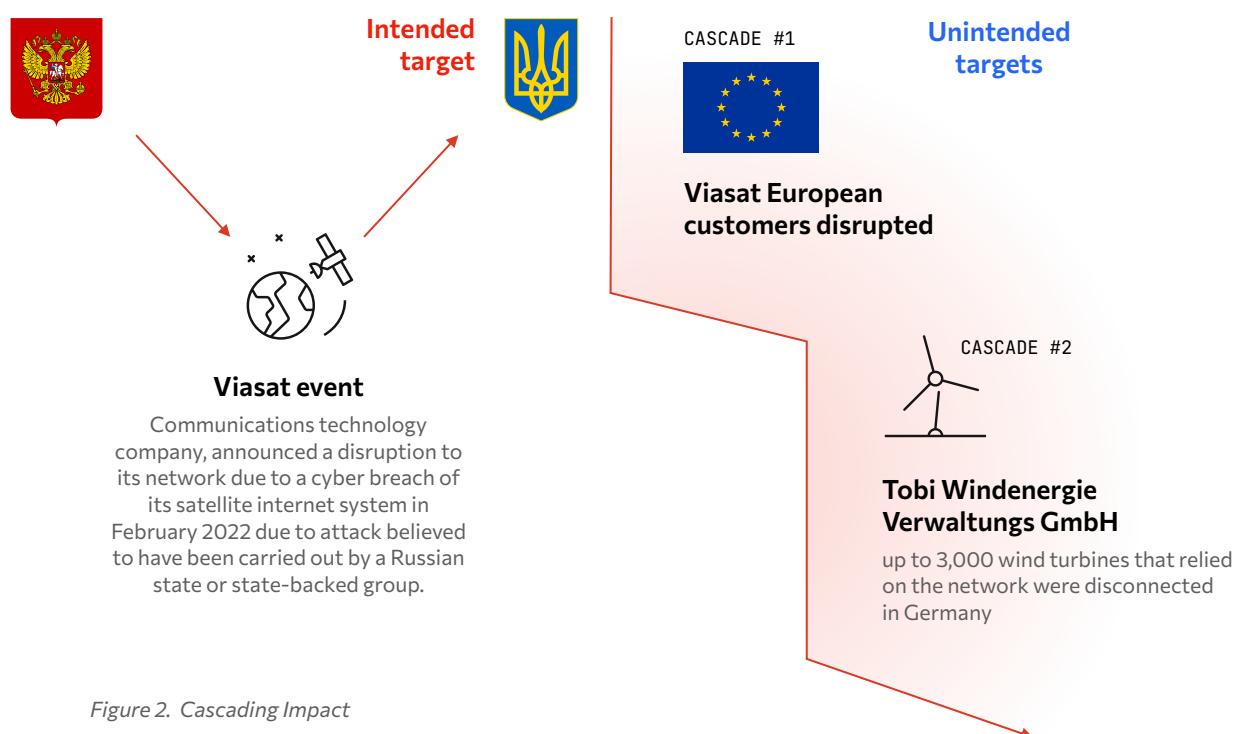 Intended
target
CASCADE #1
Unintended
targets
Viasat European
customers disrupted
Viasat event
Communications technology
company, announced a disruption to
its network due to a cyber breach of
its satellite internet system in
February 2022 due to attack believed
to have been carried out by a Russian
state or state-backed group.
CASCADE #2
Tobi Windenergie
Verwaltungs GmbH
up to 3,000 wind turbines that relied
on the network were disconnected
in Germany
Figure 2. Cascading Impact